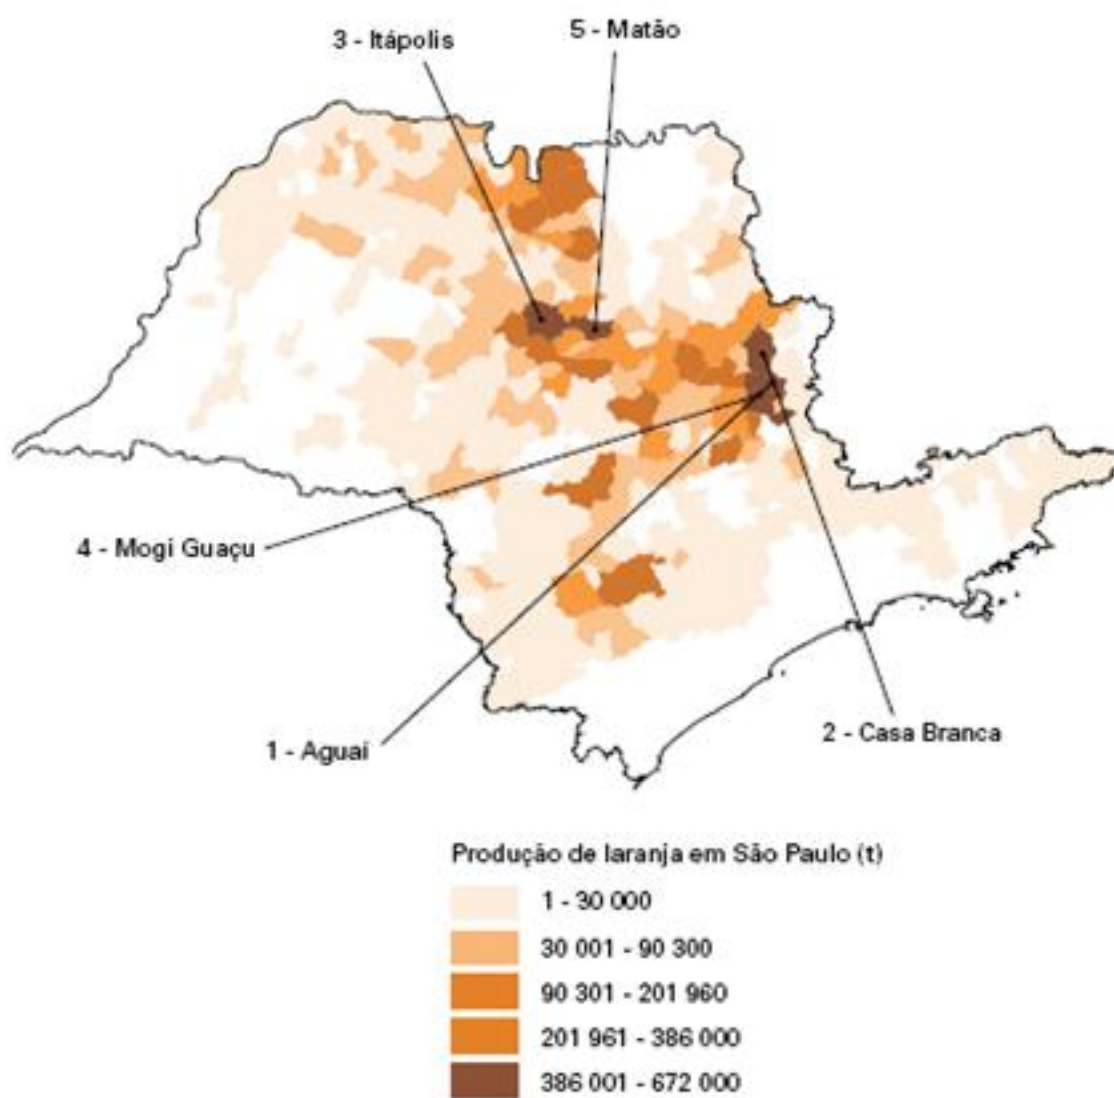 3 - Itápolis
5 - Matão
4 - Mogi Guaçu
1 - Aguaí
2 - Casa Branca
Produção de laranja em São Paulo (t)
1 - 30 000
30 001 - 90 300
90 301 - 201 960
201 961 - 386 000
386 001 - 672 000